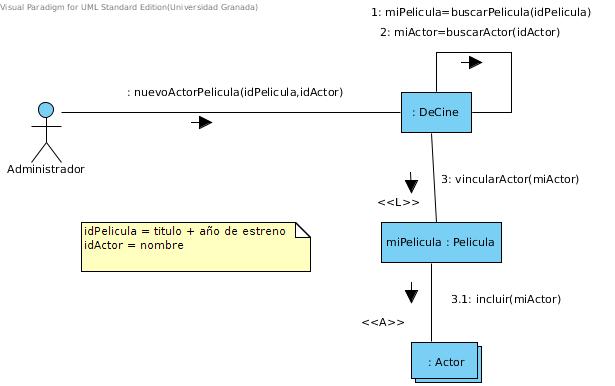 Visual Paradigm for UML Standard Edition(Universidad Granada)
1: miPelicula=buscarPelicula(idPelicula)
2: miActor=buscarActor(idActor)
: nuevoActorPelicula(idPelicula,idActor)
: DeCine
Administrador
3: vincularActor(miActor)
<<L>>
idPelicula = titulo + año de estreno
idActor = nombre
miPelicula : Pelicula
3.1: incluir(miActor)
<<A>>
: Actor